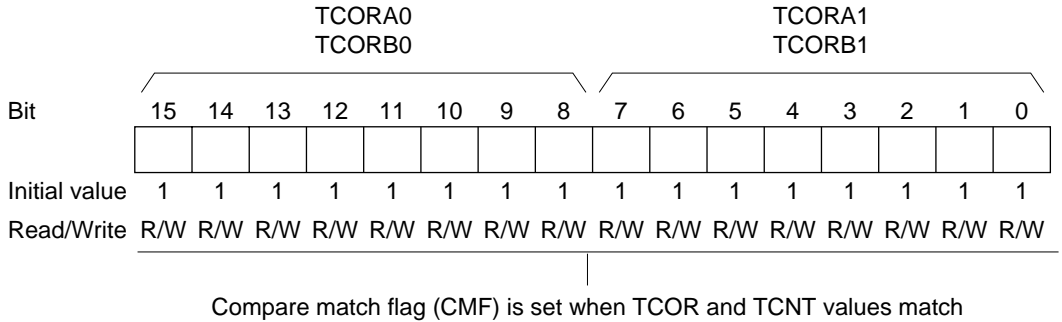 TCORA0 TCORA1
TCORB0 TCORB1
Bit 15 14 13 12 11 10 9 8 7 6 5 4 3 2 1 0
Initial value 1 1 1 1 1 1 1 1 1 1 1 1 1 1 1 1
Read/Write R/W R/W R/W R/W R/W R/W R/W R/W R/W R/W R/W R/W R/W R/W R/W R/W
Compare match flag (CMF) is set when TCOR and TCNT values match